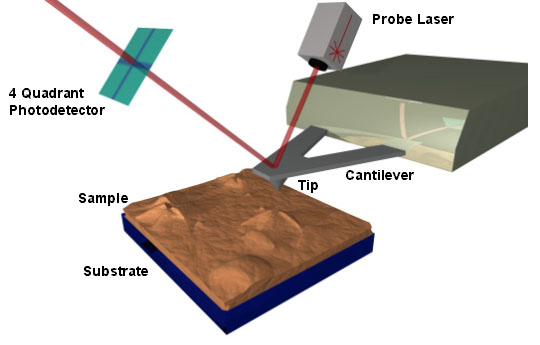 Probe Laser
4 Quadrant
Photodetector
Cantilever
Tip
Sample
Substrate